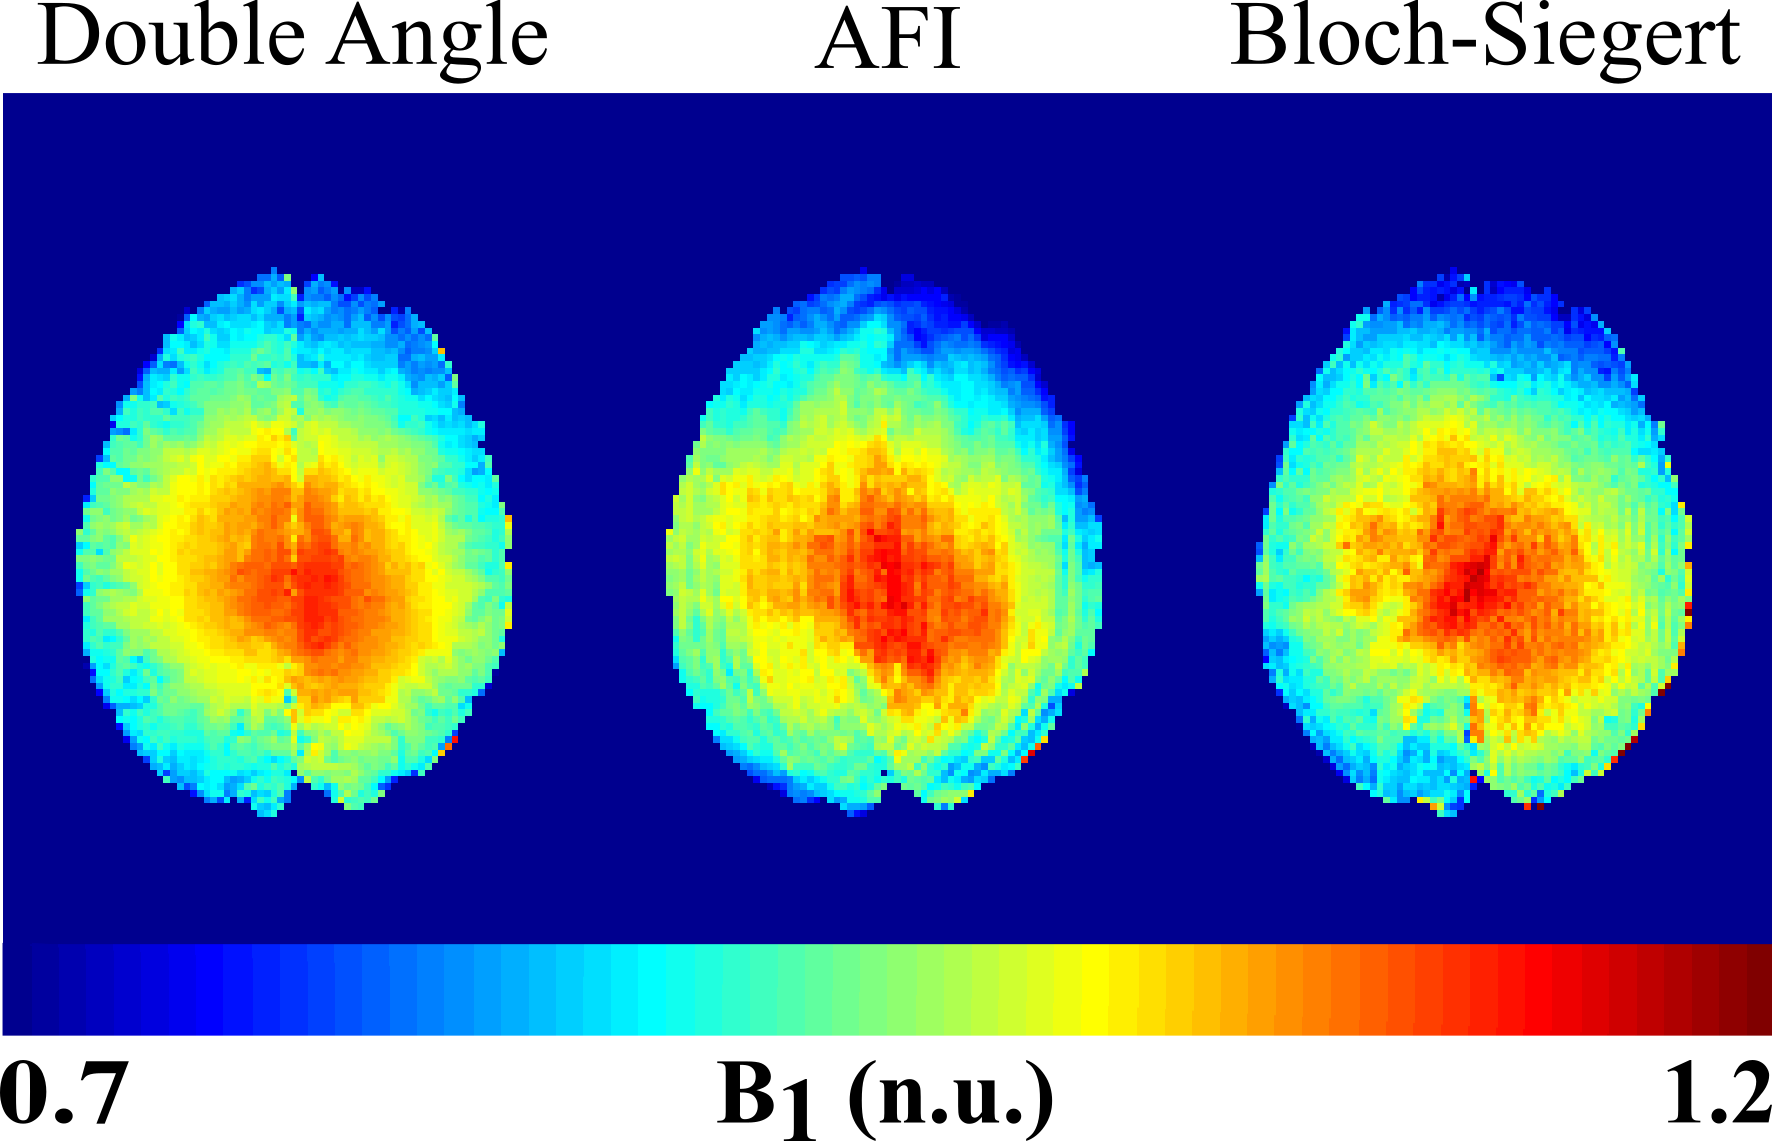 Double Angle AFI Bloch-Siegert
0.7 B1 (n.u.) 1.2